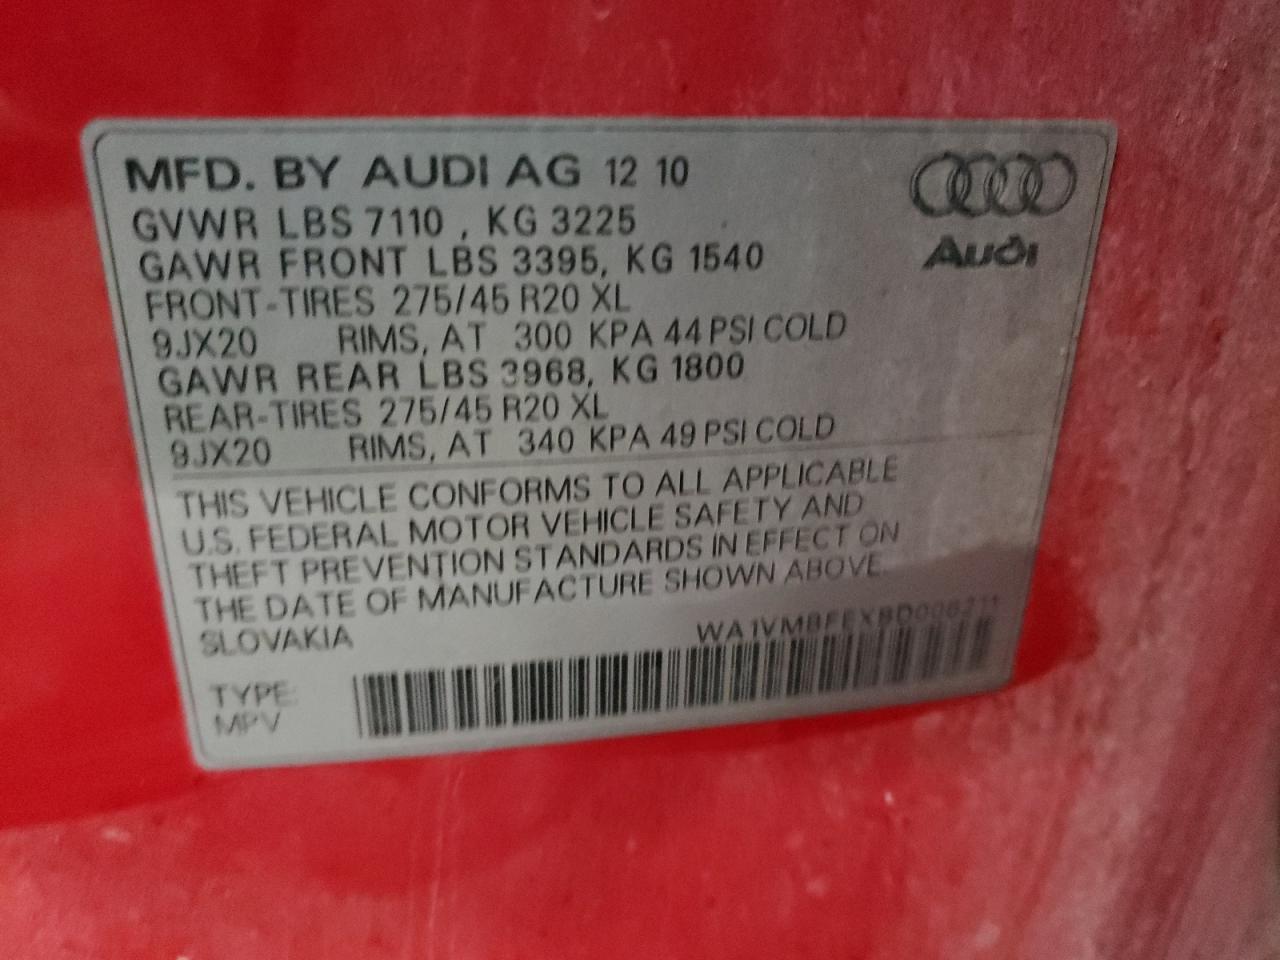 MFD. BY AUDI AG 12 10
GVWR LBS 7110 , KG 3225
GAWR FRONT LBS 3395, KG 1540
FRONT-TIRES 275/45 R20 XL
9JX20 RIMS, AT 300 KPA 44 PSI COLD
GAWR REAR LBS 3968, KG 1800
REAR-TIRES 275/45 R20 XL
9JX20 RIMS, AT 340 KPA 49 PSI COLD
Audi
THIS VEHICLE CONFORMS TO ALL APPLICABLE
U.S. FEDERAL MOTOR VEHICLE SAFETY AND
THEFT PREVENTION STANDARDS IN EFFECT ON
THE DATE OF MANUFACTURE SHOWN ABOVE.
SLOVAKIA
TYPE:
MPV